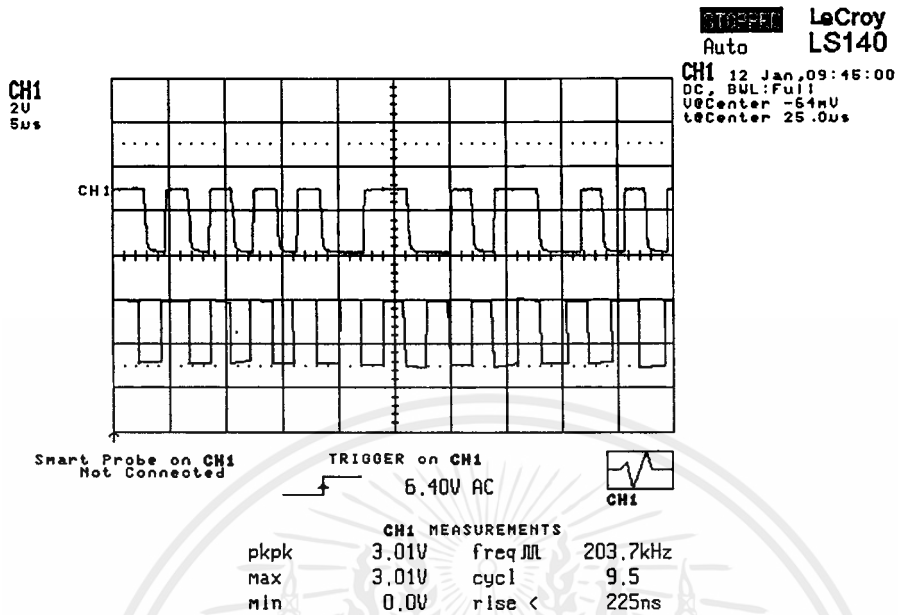 STOPPED LeCroy
Auto LS140
CH1 12 Jan,09:46:00
DC, BWL:Full
V@Center -64mV
t@Center 25.0us
CH1
2V
5us
CH1
Smart Probe on CH1
Not Connected
TRIGGER on CH1
6.40V AC
CH1
CH1 MEASUREMENTS
pkpk 3.01V freq 203.7kHz
max 3.01V cycl 9.5
min 0.0V rise < 225ns